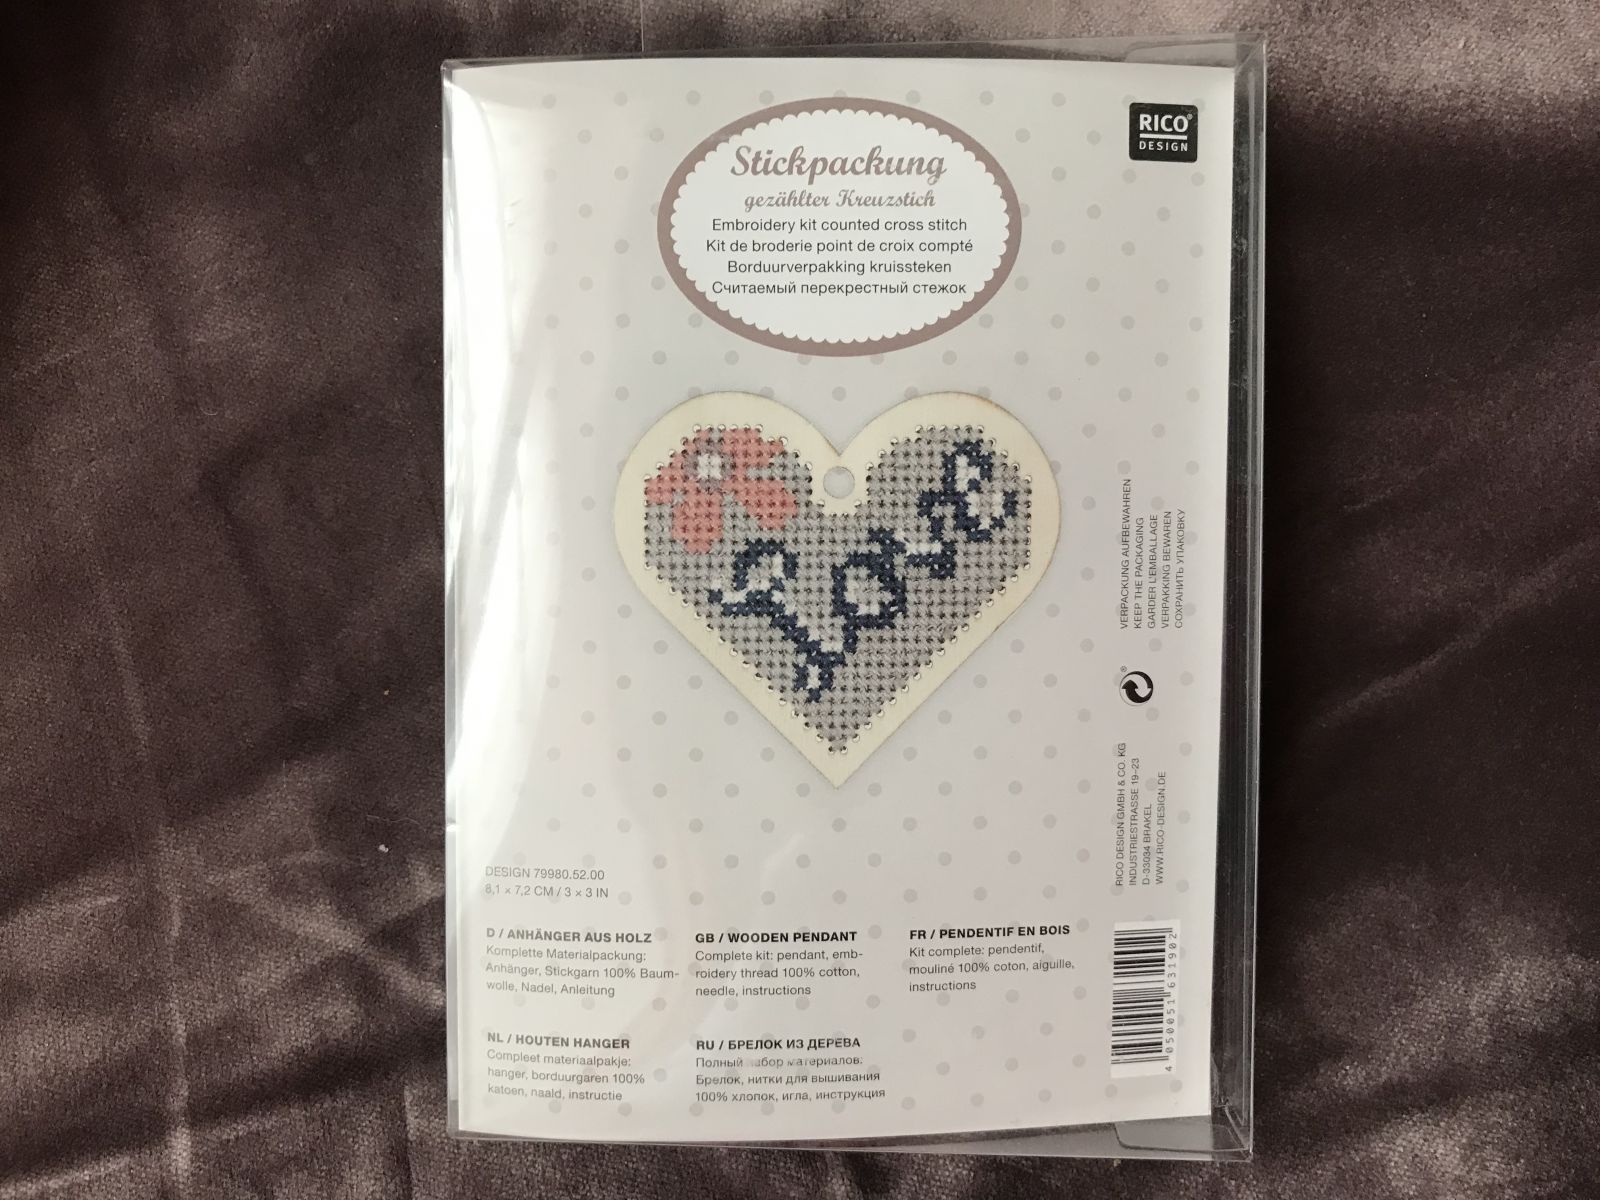 RICO®
DESIGN
Stickpackung
gezählter Kreuzstich
Embroidery kit counted cross stitch
Kit de broderie point de croix compté
Borduurverpakking kruissteken
Считаемый перекрестный стежок
love
VERPACKUNG AUFBEWAHREN
KEEP THE PACKAGING
GARDER L'EMBALLAGE
VERPAKKING BEWAREN
СОХРАНИТЬ УПАКОВКУ
®
RICO DESIGN GMBH & CO. KG
INDUSTRIESTRASSE 19–23
D-33034 BRAKEL
WWW.RICO-DESIGN.DE
DESIGN 79980.52.00
8,1 × 7,2 CM / 3 × 3 IN
D / ANHÄNGER AUS HOLZ
Komplette Materialpackung:
Anhänger, Stickgarn 100% Baum-
wolle, Nadel, Anleitung
GB / WOODEN PENDANT
Complete kit: pendant, emb-
roidery thread 100% cotton,
needle, instructions
FR / PENDENTIF EN BOIS
Kit complete: pendentif,
mouliné 100% coton, aiguille,
instructions
NL / HOUTEN HANGER
Compleet materiaalpakje:
hanger, borduurgaren 100%
katoen, naald, instructie
RU / БРЕЛОК ИЗ ДЕРЕВА
Полный набор материалов:
Брелок, нитки для вышивания
100% хлопок, игла, инструкция
4 050051 631902